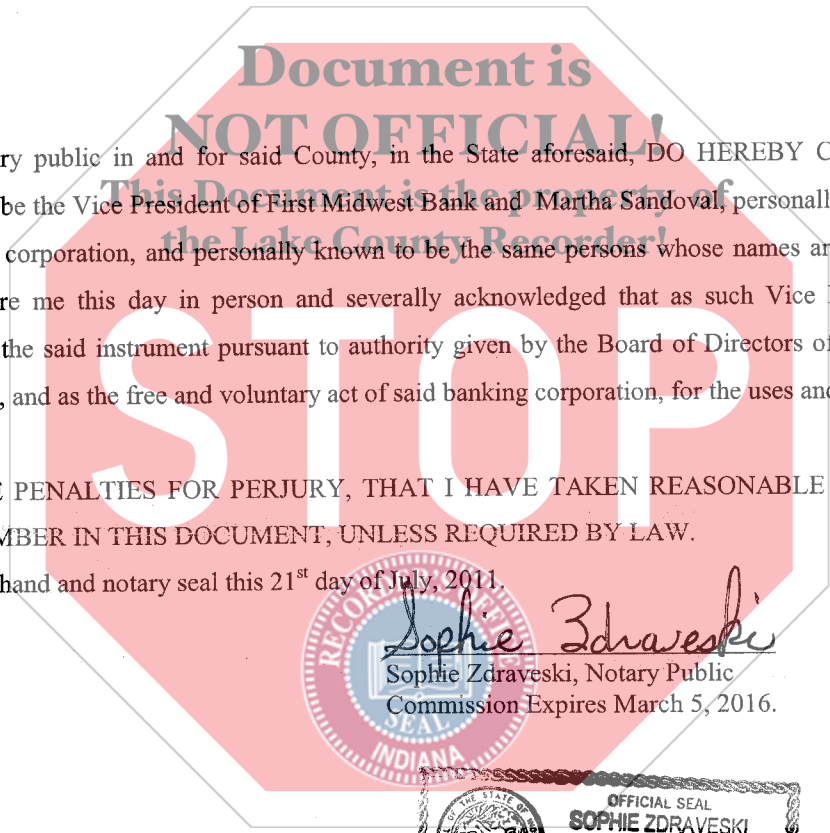 Document is
NOT OFFICIAL!
ry public in and for said County, in the State aforesaid, DO HEREBY C
This Document is the property of
be the Vice President of First Midwest Bank and Martha Sandoval, personall
the Lake County Recorder!
corporation, and personally known to be the same persons whose names ar
re me this day in person and severally acknowledged that as such Vice
the said instrument pursuant to authority given by the Board of Directors of
, and as the free and voluntary act of said banking corporation, for the uses and
STOP
E PENALTIES FOR PERJURY, THAT I HAVE TAKEN REASONABLE
MBER IN THIS DOCUMENT, UNLESS REQUIRED BY LAW.
hand and notary seal this 21st day of July, 2011.
RECORDER'S OFFICE
SEAL
INDIANA
Sophie Zdraveski
Sophie Zdraveski, Notary Public
Commission Expires March 5, 2016.
THE STATE OF
OFFICIAL SEAL
SOPHIE ZDRAVESKI